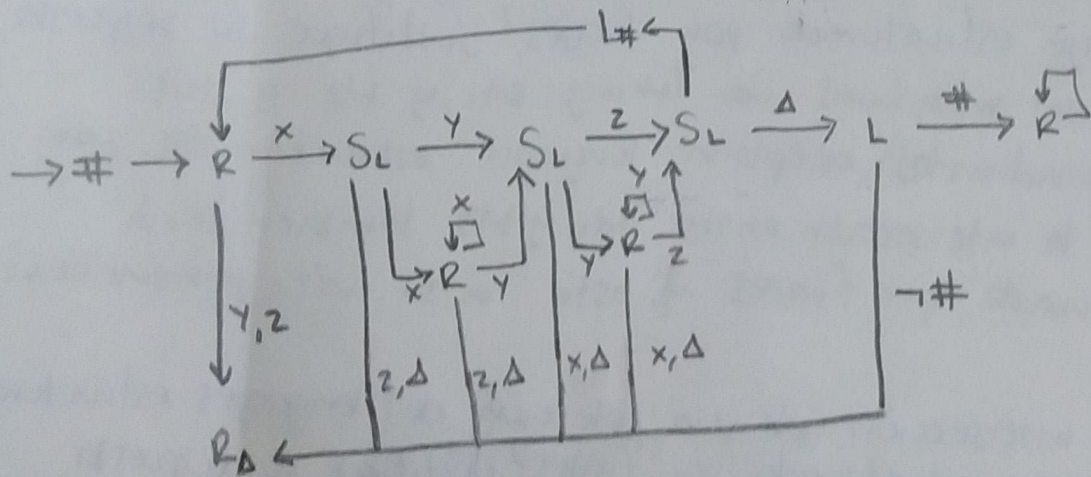 L#
→ # → R X→ S_L Y→ S_L Z→ S_L Δ→ L #→ R
X Y
X R Y Y R Z
Y,Z ¬#
Z,Δ Z,Δ X,Δ X,Δ
R_Δ